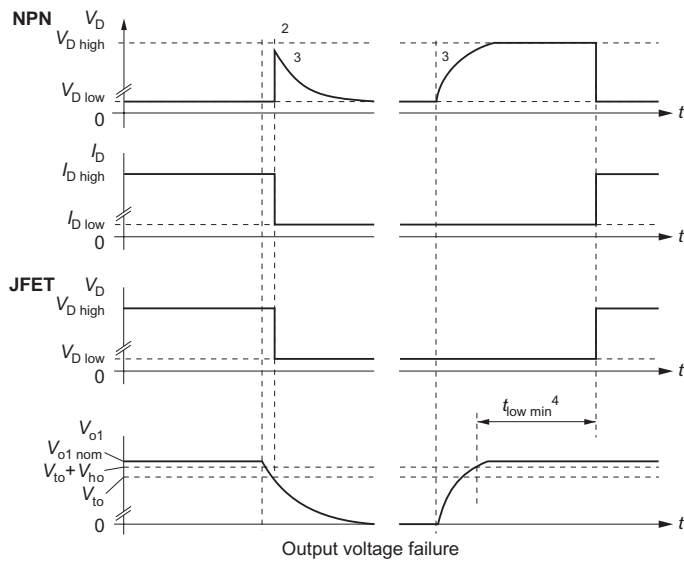 NPN V_D
2
V_D high
3 3
V_D low
0 t
I_D
I_D high
I_D low
0 t
JFET V_D
V_D high
V_D low
0 t
t_low min^4
V_o1
V_o1 nom
V_to + V_ho
V_to
0 t
Output voltage failure